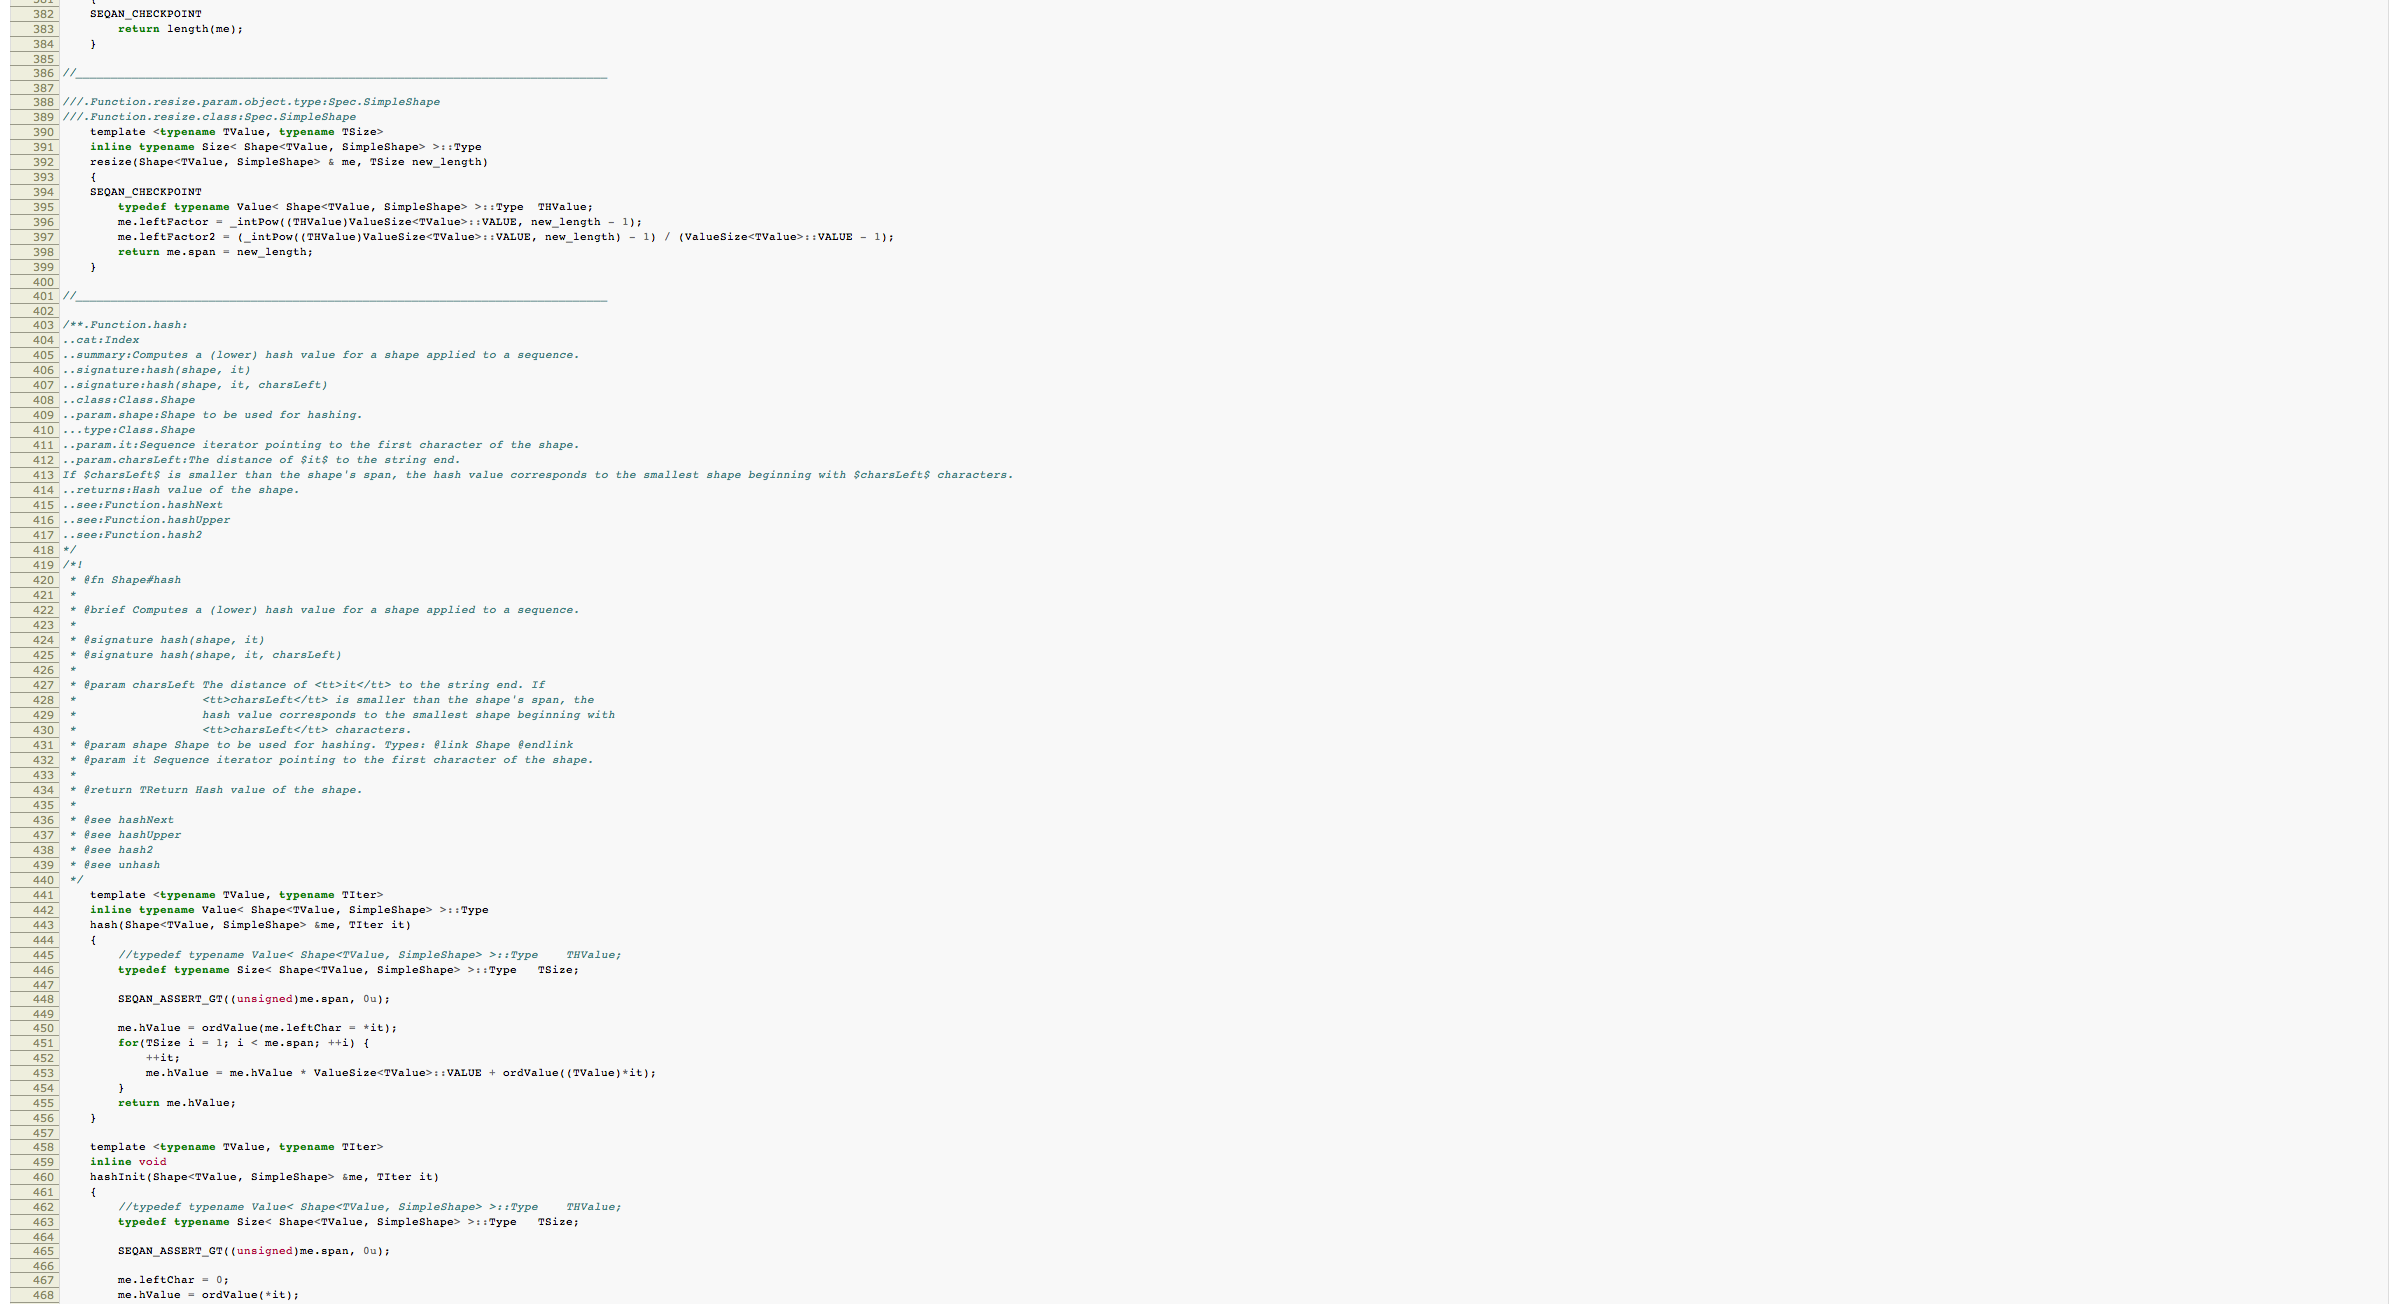 381     {
382     SEQAN_CHECKPOINT
383         return length(me);
384     }
385
386 //____________________________________________________________________________
387
388 ///.Function.resize.param.object.type:Spec.SimpleShape
389 ///.Function.resize.class:Spec.SimpleShape
390     template <typename TValue, typename TSize>
391     inline typename Size< Shape<TValue, SimpleShape> >::Type
392     resize(Shape<TValue, SimpleShape> & me, TSize new_length)
393     {
394     SEQAN_CHECKPOINT
395         typedef typename Value< Shape<TValue, SimpleShape> >::Type  THValue;
396         me.leftFactor = _intPow((THValue)ValueSize<TValue>::VALUE, new_length - 1);
397         me.leftFactor2 = (_intPow((THValue)ValueSize<TValue>::VALUE, new_length) - 1) / (ValueSize<TValue>::VALUE - 1);
398         return me.span = new_length;
399     }
400
401 //____________________________________________________________________________
402
403 /**.Function.hash:
404 ..cat:Index
405 ..summary:Computes a (lower) hash value for a shape applied to a sequence.
406 ..signature:hash(shape, it)
407 ..signature:hash(shape, it, charsLeft)
408 ..class:Class.Shape
409 ..param.shape:Shape to be used for hashing.
410 ...type:Class.Shape
411 ..param.it:Sequence iterator pointing to the first character of the shape.
412 ..param.charsLeft:The distance of $it$ to the string end.
413 If $charsLeft$ is smaller than the shape's span, the hash value corresponds to the smallest shape beginning with $charsLeft$ characters.
414 ..returns:Hash value of the shape.
415 ..see:Function.hashNext
416 ..see:Function.hashUpper
417 ..see:Function.hash2
418 */
419 /*!
420  * @fn Shape#hash
421  *
422  * @brief Computes a (lower) hash value for a shape applied to a sequence.
423  *
424  * @signature hash(shape, it)
425  * @signature hash(shape, it, charsLeft)
426  *
427  * @param charsLeft The distance of <tt>it</tt> to the string end. If
428  *                  <tt>charsLeft</tt> is smaller than the shape's span, the
429  *                  hash value corresponds to the smallest shape beginning with
430  *                  <tt>charsLeft</tt> characters.
431  * @param shape Shape to be used for hashing. Types: @link Shape @endlink
432  * @param it Sequence iterator pointing to the first character of the shape.
433  *
434  * @return TReturn Hash value of the shape.
435  *
436  * @see hashNext
437  * @see hashUpper
438  * @see hash2
439  * @see unhash
440  */
441     template <typename TValue, typename TIter>
442     inline typename Value< Shape<TValue, SimpleShape> >::Type
443     hash(Shape<TValue, SimpleShape> &me, TIter it)
444     {
445         //typedef typename Value< Shape<TValue, SimpleShape> >::Type    THValue;
446         typedef typename Size< Shape<TValue, SimpleShape> >::Type   TSize;
447
448         SEQAN_ASSERT_GT((unsigned)me.span, 0u);
449
450         me.hValue = ordValue(me.leftChar = *it);
451         for(TSize i = 1; i < me.span; ++i) {
452             ++it;
453             me.hValue = me.hValue * ValueSize<TValue>::VALUE + ordValue((TValue)*it);
454         }
455         return me.hValue;
456     }
457
458     template <typename TValue, typename TIter>
459     inline void
460     hashInit(Shape<TValue, SimpleShape> &me, TIter it)
461     {
462         //typedef typename Value< Shape<TValue, SimpleShape> >::Type    THValue;
463         typedef typename Size< Shape<TValue, SimpleShape> >::Type   TSize;
464
465         SEQAN_ASSERT_GT((unsigned)me.span, 0u);
466
467         me.leftChar = 0;
468         me.hValue = ordValue(*it);